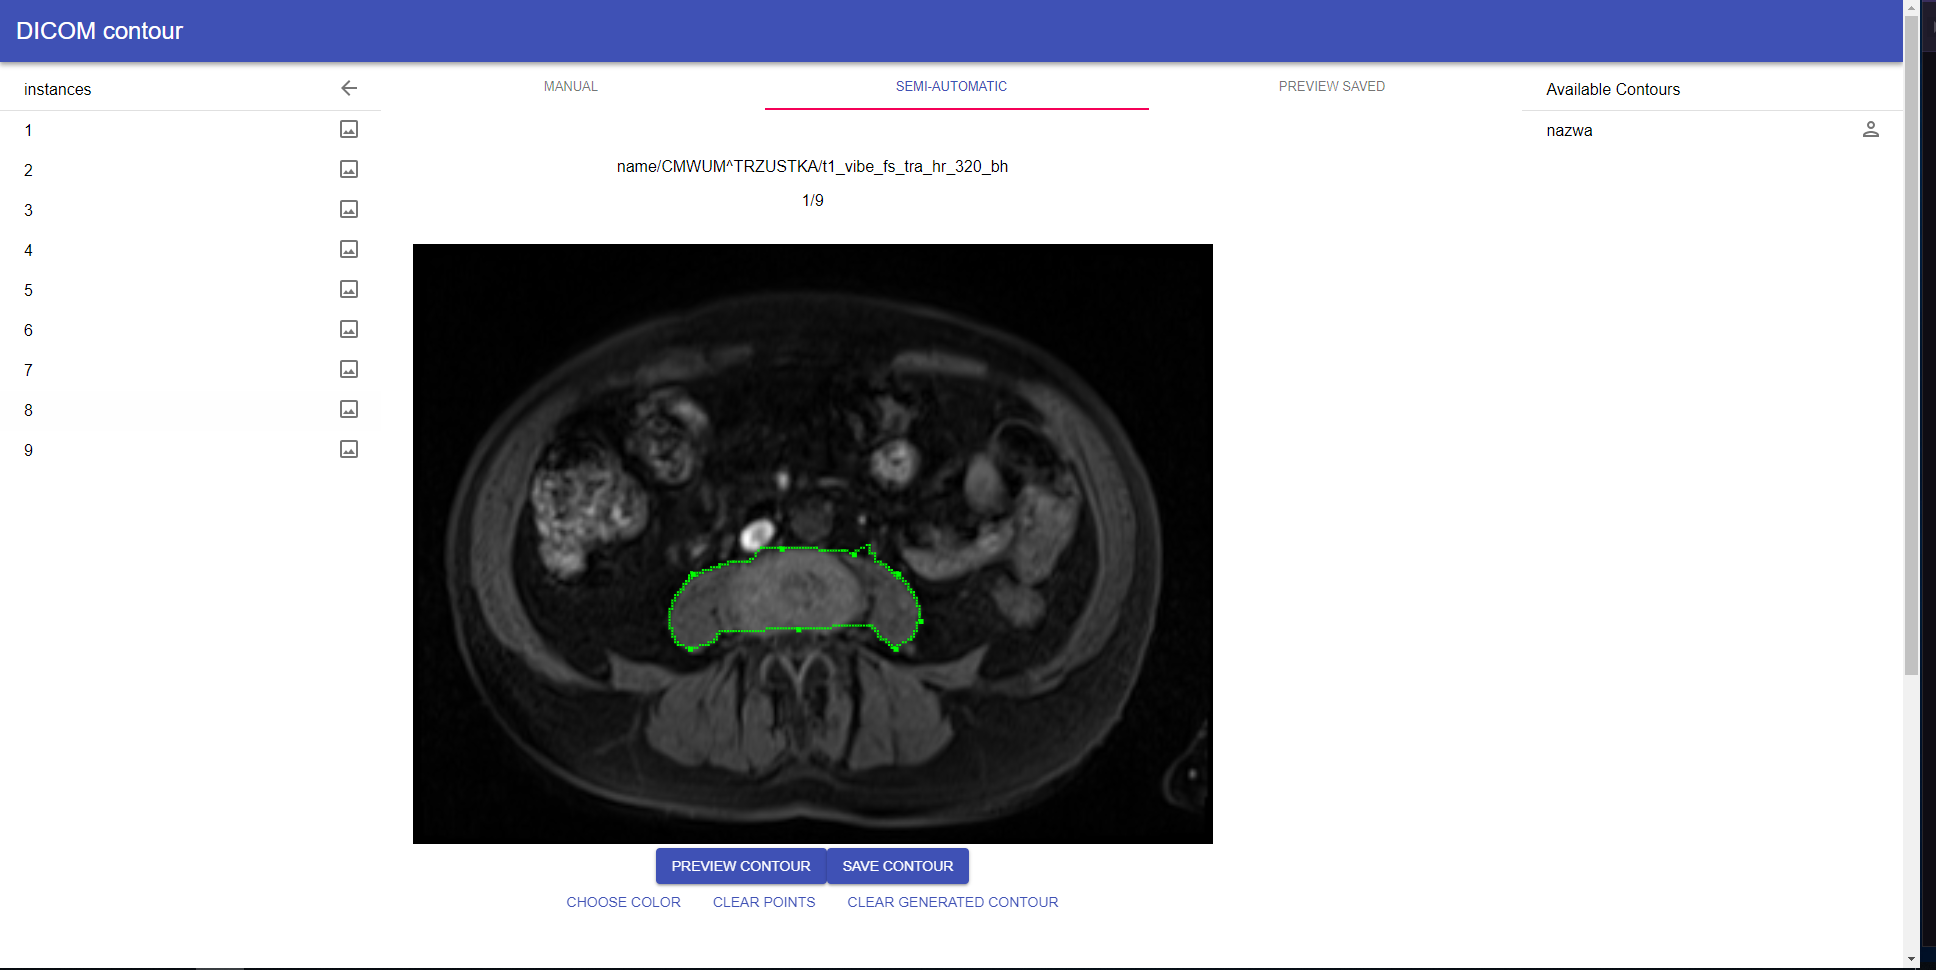 DICOM contour
instances
1
2
3
4
5
6
7
8
9
MANUAL
SEMI-AUTOMATIC
PREVIEW SAVED
name/CMWUM^TRZUSTKA/t1_vibe_fs_tra_hr_320_bh
1/9
PREVIEW CONTOUR
SAVE CONTOUR
CHOOSE COLOR
CLEAR POINTS
CLEAR GENERATED CONTOUR
Available Contours
nazwa